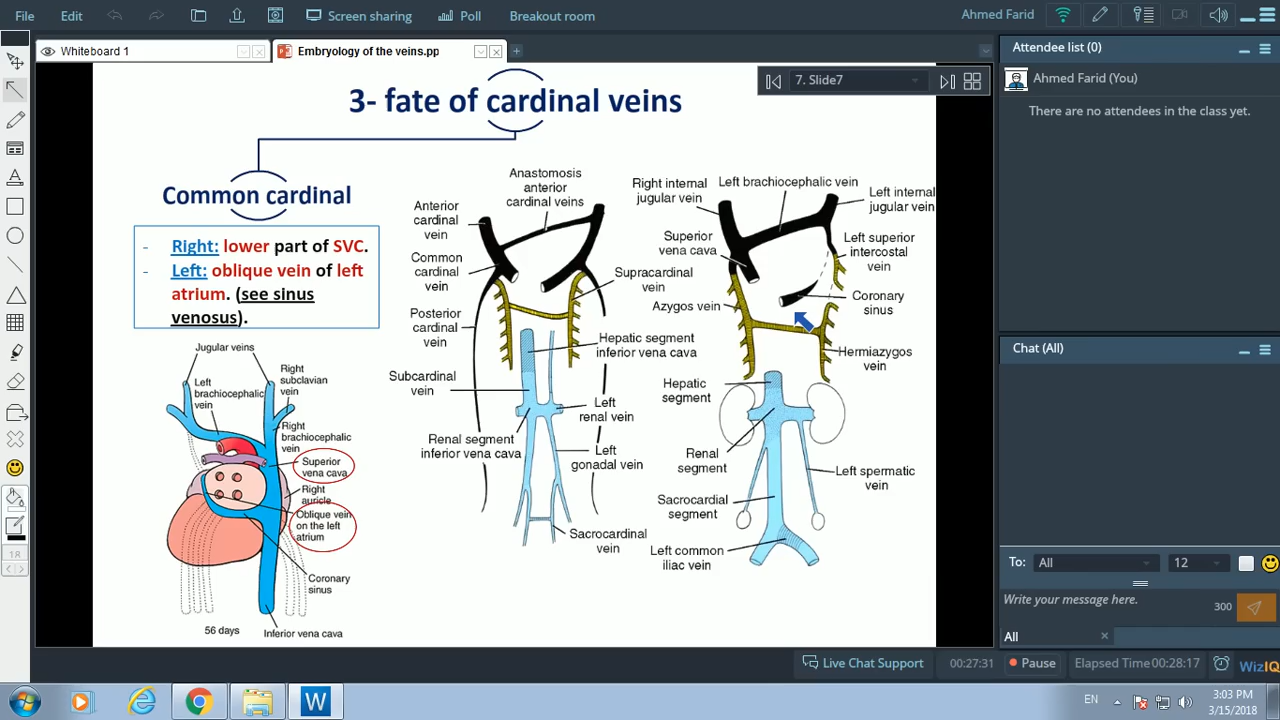 File
Edit
Screen sharing
Poll
Breakout room
Ahmed Farid
Whiteboard 1
Embryology of the veins.pp
Attendee list (0)
Ahmed Farid (You)
There are no attendees in the class yet.
7. Slide7
3- fate of cardinal veins
Common cardinal
- Right: lower part of SVC.
- Left: oblique vein of left
atrium. (see sinus
venosus).
Jugular veins
Left
brachiocephalic
vein
Right
subclavian
vein
Right
brachiocephalic
vein
Superior
vena cava
Right
auricle
Oblique vein
on the left
atrium
Coronary
sinus
56 days
Inferior vena cava
Anastomosis
anterior
cardinal veins
Anterior
cardinal
vein
Common
cardinal
vein
Supracardinal
vein
Posterior
cardinal
vein
Hepatic segment
inferior vena cava
Subcardinal
vein
Left
renal vein
Renal segment
inferior vena cava
Left
gonadal vein
Sacrocardinal
vein
Right internal
jugular vein
Left brachiocephalic vein
Left internal
jugular vein
Superior
vena cava
Left superior
intercostal
vein
Azygos vein
Coronary
sinus
Hermiazygos
vein
Hepatic
segment
Renal
segment
Left spermatic
vein
Sacrocardial
segment
Left common
iliac vein
Chat (All)
To:
All
12
Write your message here.
300
All
Live Chat Support
00:27:31
Pause
Elapsed Time 00:28:17
WizIQ
EN
3:03 PM
3/15/2018